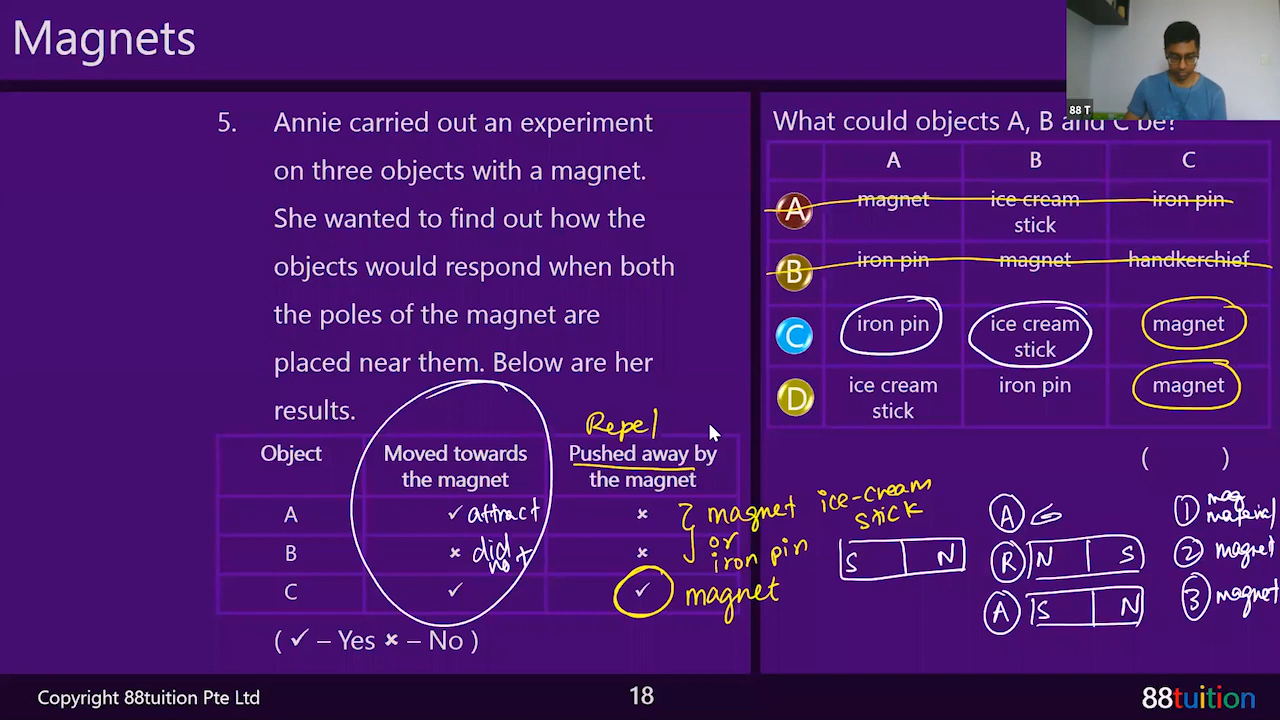 Magnets
88 T
5. Annie carried out an experiment
on three objects with a magnet.
She wanted to find out how the
objects would respond when both
the poles of the magnet are
placed near them. Below are her
results.
Repel
Object Moved towards the magnet Pushed away by the magnet
A ✓ attract × magnet
or
B × did not × iron pin
C ✓ ✓ magnet
( ✓ – Yes × – No )
What could objects A, B and C be?
A B C
A magnet ice cream stick iron pin
B iron pin magnet handkerchief
C iron pin ice cream stick magnet
D ice cream stick iron pin magnet
( )
ice-cream
stick
S N
A
R N S
A S N
1 mag material
2 magnet
3 magnet
Copyright 88tuition Pte Ltd
18
88tuition